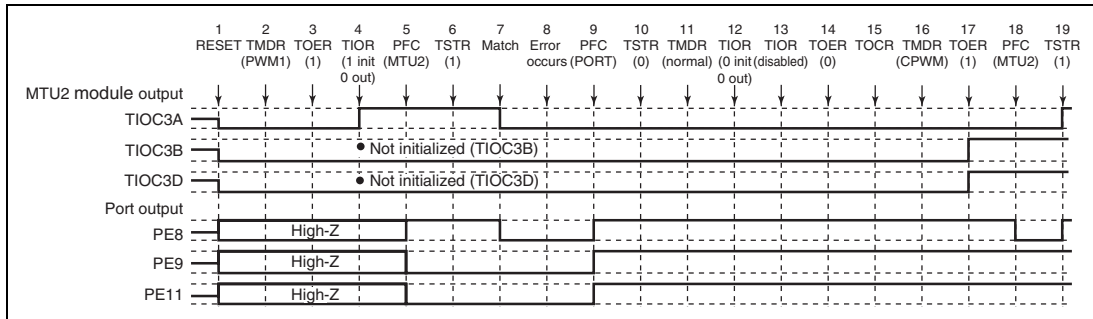 1 2 3 4 5 6 7 8 9 10 11 12 13 14 15 16 17 18 19
RESET TMDR TOER TIOR PFC TSTR Match Error PFC TSTR TMDR TIOR TIOR TOER TOCR TMDR TOER PFC TSTR
(PWM1) (1) (1 init (MTU2) (1) occurs (PORT) (0) (normal) (0 init (disabled) (0) (CPWM) (1) (MTU2) (1)
0 out) 0 out)
MTU2 module output
TIOC3A
TIOC3B • Not initialized (TIOC3B)
TIOC3D • Not initialized (TIOC3D)
Port output
PE8 High-Z
PE9 High-Z
PE11 High-Z